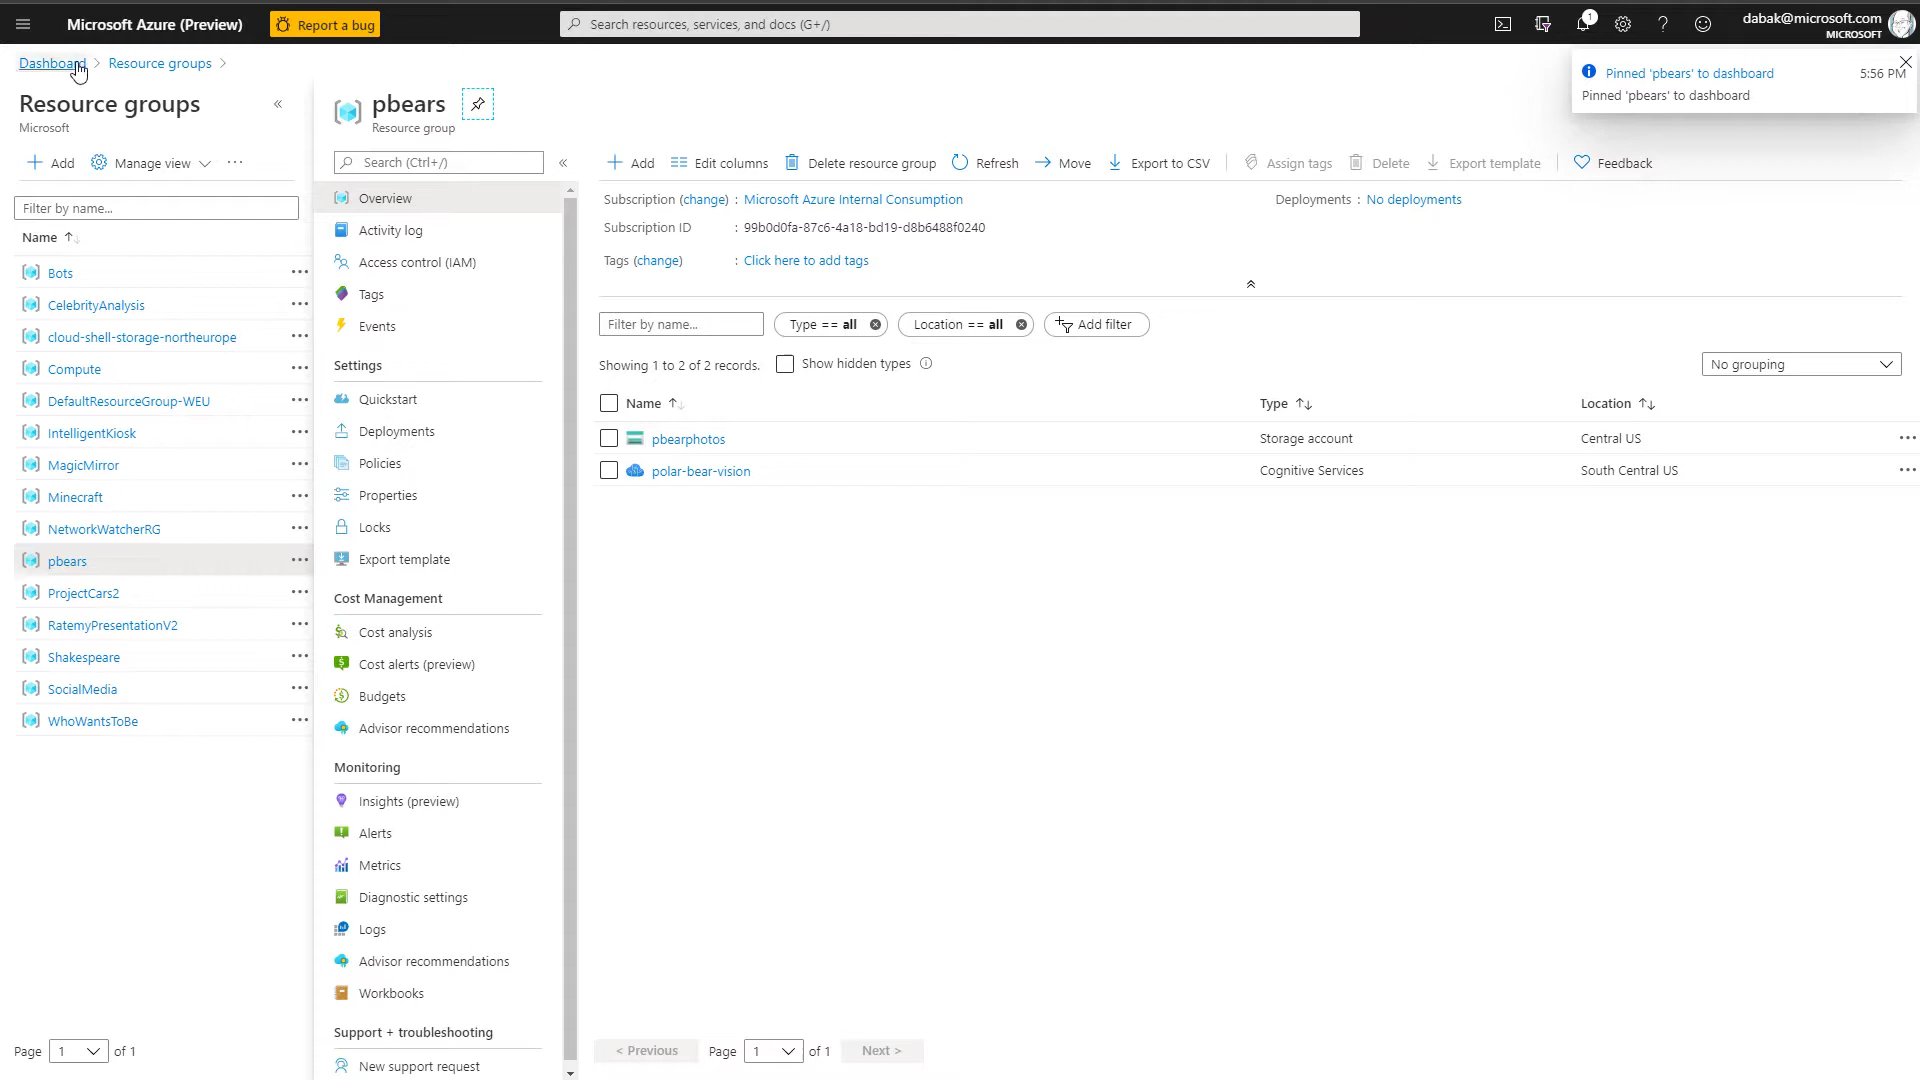 Microsoft Azure (Preview)
Report a bug
Search resources, services, and docs (G+/)
1
dabak@microsoft.com
MICROSOFT
Dashboard > Resource groups >
Pinned 'pbears' to dashboard 5:56 PM
Pinned 'pbears' to dashboard
Resource groups
Microsoft
Add
Manage view
Filter by name...
Name
Bots
CelebrityAnalysis
cloud-shell-storage-northeurope
Compute
DefaultResourceGroup-WEU
IntelligentKiosk
MagicMirror
Minecraft
NetworkWatcherRG
pbears
ProjectCars2
RatemyPresentationV2
Shakespeare
SocialMedia
WhoWantsToBe
Page 1 of 1
pbears
Resource group
Search (Ctrl+/)
Overview
Activity log
Access control (IAM)
Tags
Events
Settings
Quickstart
Deployments
Policies
Properties
Locks
Export template
Cost Management
Cost analysis
Cost alerts (preview)
Budgets
Advisor recommendations
Monitoring
Insights (preview)
Alerts
Metrics
Diagnostic settings
Logs
Advisor recommendations
Workbooks
Support + troubleshooting
New support request
Add Edit columns Delete resource group Refresh Move Export to CSV Assign tags Delete Export template Feedback
Subscription (change) : Microsoft Azure Internal Consumption
Deployments : No deployments
Subscription ID : 99b0d0fa-87c6-4a18-bd19-d8b6488f0240
Tags (change) : Click here to add tags
Filter by name... Type == all Location == all Add filter
Showing 1 to 2 of 2 records. Show hidden types
No grouping
Name Type Location
pbearphotos Storage account Central US
polar-bear-vision Cognitive Services South Central US
< Previous Page 1 of 1 Next >